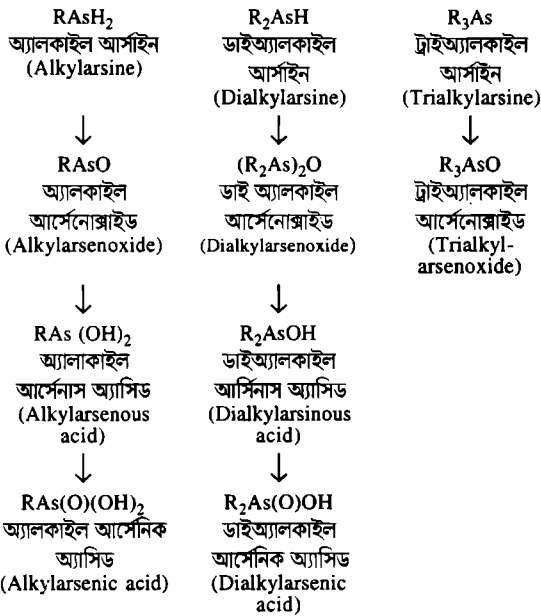 RAsH₂
অ্যালকাইল আর্সাইন
(Alkylarsine)
↓
RAsO
অ্যালকাইল
আর্সেনোক্সাইড
(Alkylarsenoxide)
↓
RAs (OH)₂
অ্যালাকাইল
আর্সেনাস অ্যাসিড
(Alkylarsenous
acid)
↓
RAs(O)(OH)₂
অ্যালকাইল আর্সেনিক
অ্যাসিড
(Alkylarsenic acid)
R₂AsH
ডাইঅ্যালকাইল
আর্সাইন
(Dialkylarsine)
↓
(R₂As)₂O
ডাই অ্যালকাইল
আর্সেনোক্সাইড
(Dialkylarsenoxide)
↓
R₂AsOH
ডাইঅ্যালকাইল
আর্সিনাস অ্যাসিড
(Dialkylarsinous
acid)
↓
R₂As(O)OH
ডাইঅ্যালকাইল
আর্সেনিক অ্যাসিড
(Dialkylarsenic
acid)
R₃As
ট্রাইঅ্যালকাইল
আর্সাইন
(Trialkylarsine)
↓
R₃AsO
ট্রাইঅ্যালকাইল
আর্সেনোক্সাইড
(Trialkyl-
arsenoxide)